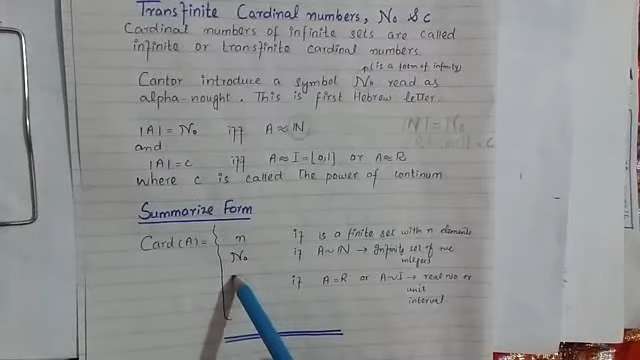 Transfinite Cardinal numbers, ℵ₀ & c
Cardinal numbers of infinite sets are called
infinite or transfinite cardinal numbers.
(is a form of infinity)
Cantor introduce a symbol ℵ₀ read as
alpha-nought. This is first Hebrew letter.
|A| = ℵ₀ iff A ≈ ℕ
and
|A| = c iff A ≈ I = [0,1] or A ≈ R
where c is called the power of continum
Summarize Form
Card (A) = { n if is a finite set with n elements
ℵ₀ if A ~ ℕ → Infinite set of +ve
integers
if A = R or A ~ I → real no or
unit
interval.